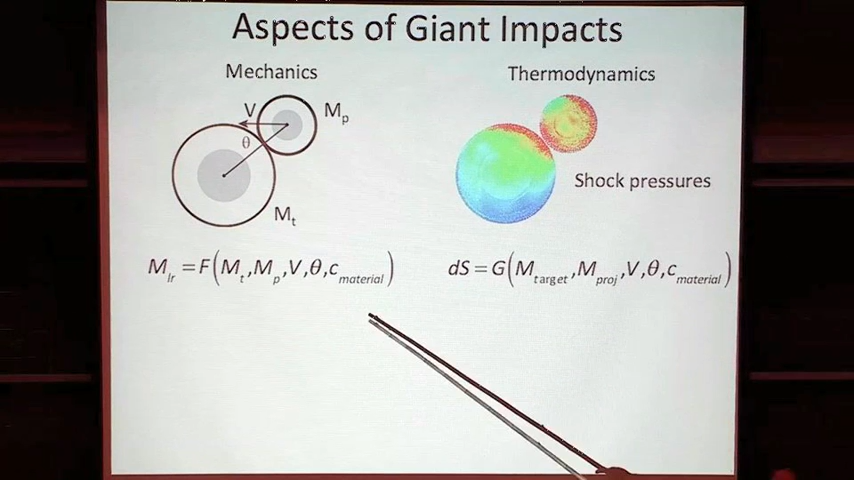 Aspects of Giant Impacts
Mechanics
V
M_p
θ
M_t
M_lr = F(M_t, M_p, V, θ, c_material)
Thermodynamics
Shock pressures
dS = G(M_target, M_proj, V, θ, c_material)